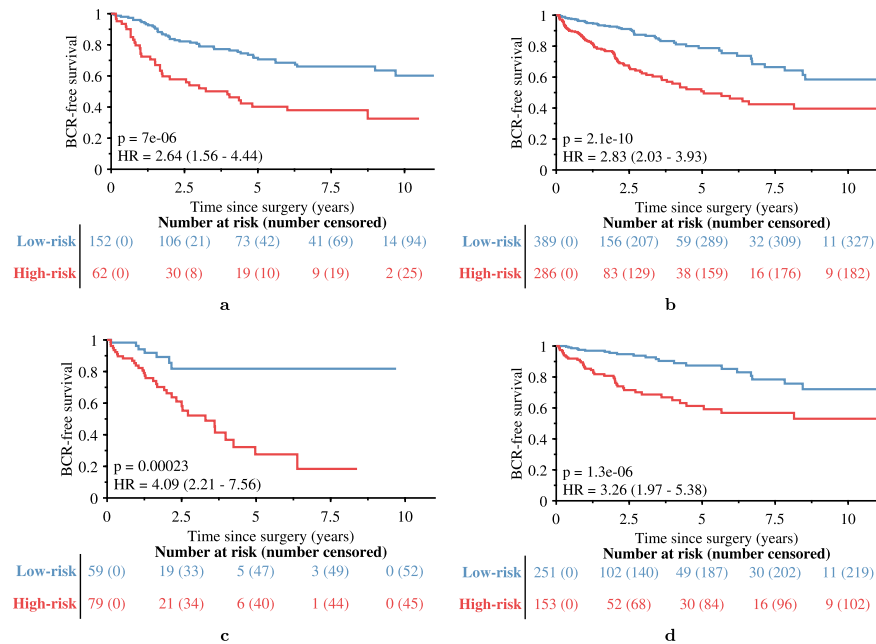 1
0.8
0.6
0.4
0.2
0
BCR-free survival
p = 7e-06
HR = 2.64 (1.56 - 4.44)
0 2.5 5 7.5 10
Time since surgery (years)
Number at risk (number censored)
Low-risk 152 (0) 106 (21) 73 (42) 41 (69) 14 (94)
High-risk 62 (0) 30 (8) 19 (10) 9 (19) 2 (25)
a
1
0.8
0.6
0.4
0.2
0
BCR-free survival
p = 2.1e-10
HR = 2.83 (2.03 - 3.93)
0 2.5 5 7.5 10
Time since surgery (years)
Number at risk (number censored)
Low-risk 389 (0) 156 (207) 59 (289) 32 (309) 11 (327)
High-risk 286 (0) 83 (129) 38 (159) 16 (176) 9 (182)
b
1
0.8
0.6
0.4
0.2
0
BCR-free survival
p = 0.00023
HR = 4.09 (2.21 - 7.56)
0 2.5 5 7.5 10
Time since surgery (years)
Number at risk (number censored)
Low-risk 59 (0) 19 (33) 5 (47) 3 (49) 0 (52)
High-risk 79 (0) 21 (34) 6 (40) 1 (44) 0 (45)
c
1
0.8
0.6
0.4
0.2
0
BCR-free survival
p = 1.3e-06
HR = 3.26 (1.97 - 5.38)
0 2.5 5 7.5 10
Time since surgery (years)
Number at risk (number censored)
Low-risk 251 (0) 102 (140) 49 (187) 30 (202) 11 (219)
High-risk 153 (0) 52 (68) 30 (84) 16 (96) 9 (102)
d